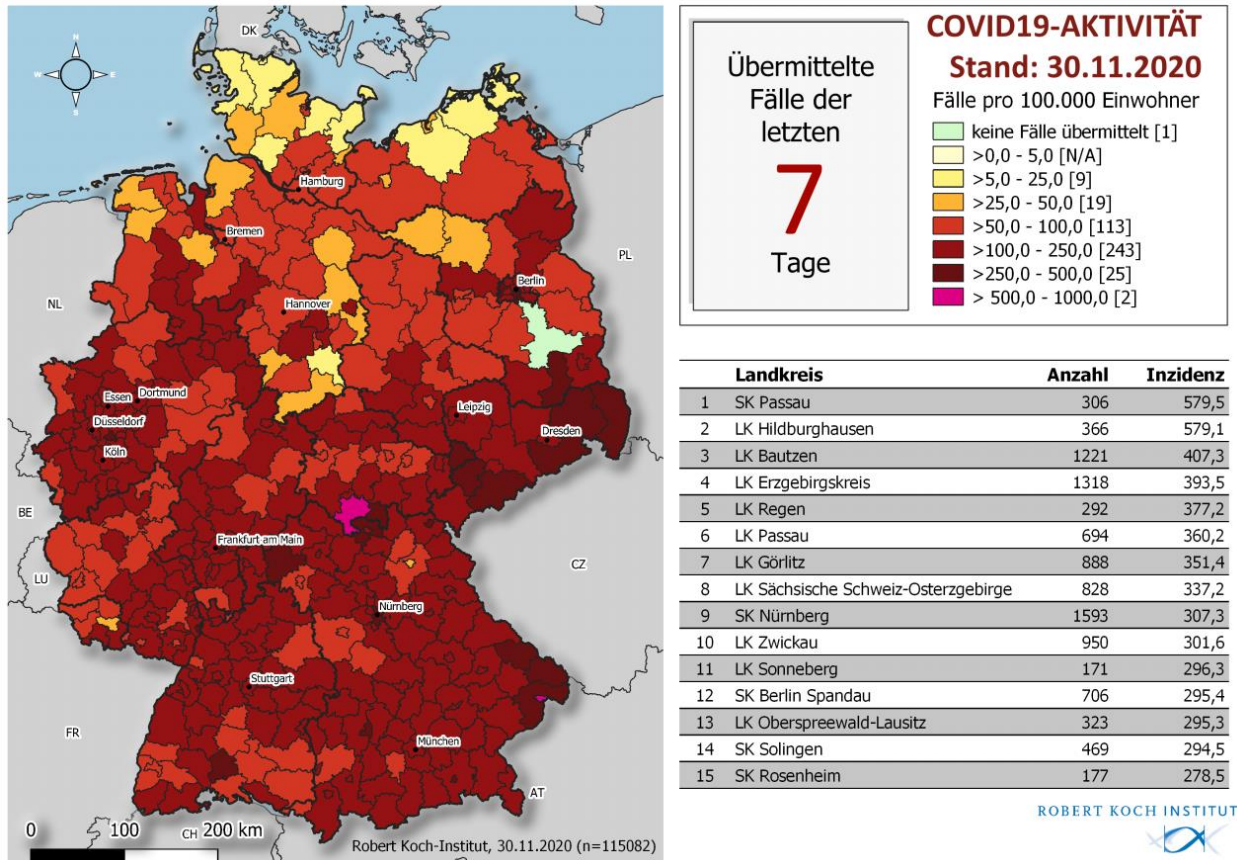 DK
N
W
E
S
Hamburg
Bremen
PL
Berlin
NL
Hannover
Essen
Dortmund
Düsseldorf
Leipzig
Köln
Dresden
BE
Frankfurt am Main
LU
CZ
Nürnberg
Stuttgart
FR
München
AT
0 100 CH 200 km
Robert Koch-Institut, 30.11.2020 (n=115082)
Übermittelte
Fälle der
letzten
7
Tage
COVID19-AKTIVITÄT
Stand: 30.11.2020
Fälle pro 100.000 Einwohner
keine Fälle übermittelt [1]
>0,0 - 5,0 [N/A]
>5,0 - 25,0 [9]
>25,0 - 50,0 [19]
>50,0 - 100,0 [113]
>100,0 - 250,0 [243]
>250,0 - 500,0 [25]
> 500,0 - 1000,0 [2]
Landkreis Anzahl Inzidenz
1 SK Passau 306 579,5
2 LK Hildburghausen 366 579,1
3 LK Bautzen 1221 407,3
4 LK Erzgebirgskreis 1318 393,5
5 LK Regen 292 377,2
6 LK Passau 694 360,2
7 LK Görlitz 888 351,4
8 LK Sächsische Schweiz-Osterzgebirge 828 337,2
9 SK Nürnberg 1593 307,3
10 LK Zwickau 950 301,6
11 LK Sonneberg 171 296,3
12 SK Berlin Spandau 706 295,4
13 LK Oberspreewald-Lausitz 323 295,3
14 SK Solingen 469 294,5
15 SK Rosenheim 177 278,5
ROBERT KOCH INSTITUT